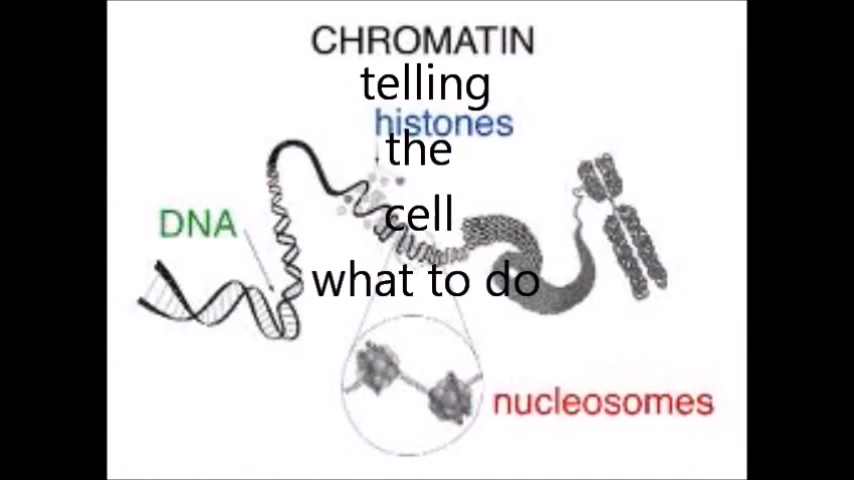 CHROMATIN
telling
histones
the
DNA
cell
what to do
nucleosomes